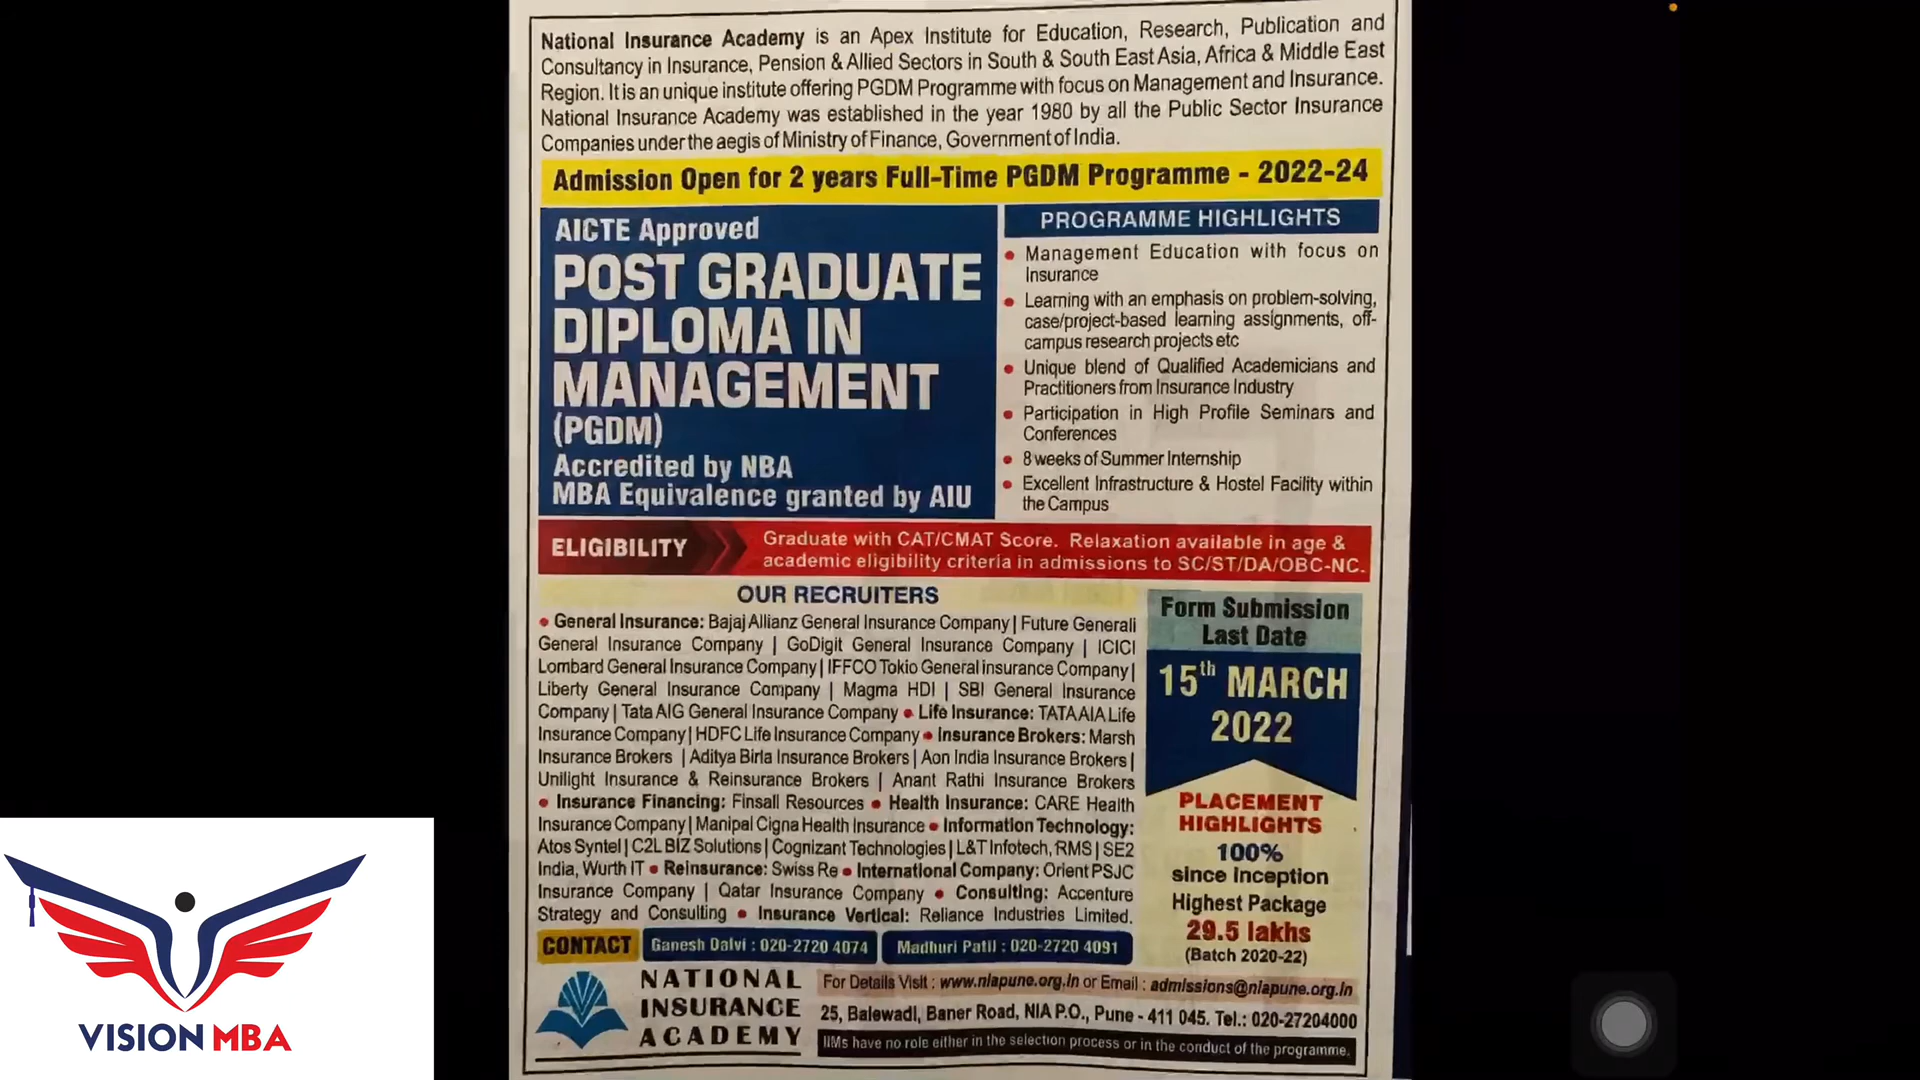 National Insurance Academy is an Apex Institute for Education, Research, Publication and
Consultancy in Insurance, Pension & Allied Sectors in South & South East Asia, Africa & Middle East
Region. It is an unique institute offering PGDM Programme with focus on Management and Insurance.
National Insurance Academy was established in the year 1980 by all the Public Sector Insurance
Companies under the aegis of Ministry of Finance, Government of India.
Admission Open for 2 years Full-Time PGDM Programme - 2022-24
AICTE Approved
POST GRADUATE
DIPLOMA IN
MANAGEMENT
(PGDM)
Accredited by NBA
MBA Equivalence granted by AIU
PROGRAMME HIGHLIGHTS
• Management Education with focus on
Insurance
• Learning with an emphasis on problem-solving,
case/project-based learning assignments, off-
campus research projects etc
• Unique blend of Qualified Academicians and
Practitioners from Insurance Industry
• Participation in High Profile Seminars and
Conferences
• 8 weeks of Summer Internship
• Excellent Infrastructure & Hostel Facility within
the Campus
ELIGIBILITY
Graduate with CAT/CMAT Score. Relaxation available in age &
academic eligibility criteria in admissions to SC/ST/DA/OBC-NC.
OUR RECRUITERS
• General Insurance: Bajaj Allianz General Insurance Company | Future Generali
General Insurance Company | GoDigit General Insurance Company | ICICI
Lombard General Insurance Company | IFFCO Tokio General insurance Company |
Liberty General Insurance Company | Magma HDI | SBI General Insurance
Company | Tata AIG General Insurance Company • Life Insurance: TATA AIA Life
Insurance Company | HDFC Life Insurance Company • Insurance Brokers: Marsh
Insurance Brokers | Aditya Birla Insurance Brokers | Aon India Insurance Brokers |
Unilight Insurance & Reinsurance Brokers | Anant Rathi Insurance Brokers
• Insurance Financing: Finsall Resources • Health Insurance: CARE Health
Insurance Company | Manipal Cigna Health Insurance • Information Technology:
Atos Syntel | C2L BIZ Solutions | Cognizant Technologies | L&T Infotech, RMS | SE2
India, Wurth IT • Reinsurance: Swiss Re • International Company: Orient PSJC
Insurance Company | Qatar Insurance Company • Consulting: Accenture
Strategy and Consulting • Insurance Vertical: Reliance Industries Limited.
Form Submission
Last Date
15th MARCH
2022
PLACEMENT
HIGHLIGHTS
100%
since inception
Highest Package
29.5 lakhs
(Batch 2020-22)
CONTACT
Ganesh Dalvi : 020-2720 4074
Madhuri Patil : 020-2720 4091
NATIONAL
INSURANCE
ACADEMY
For Details Visit : www.niapune.org.in or Email : admissions@niapune.org.in
25, Balewadi, Baner Road, NIA P.O., Pune - 411 045. Tel.: 020-27204000
IIMs have no role either in the selection process or in the conduct of the programme.
VISION MBA